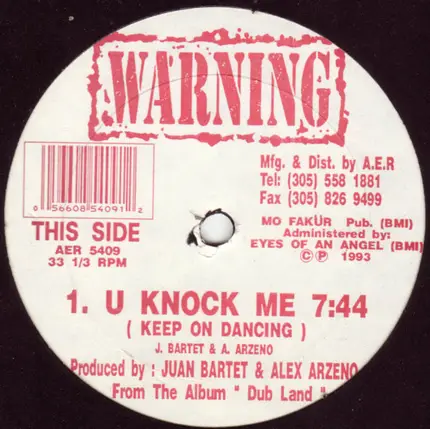 WARNING
Mfg. & Dist. by A.E.R
Tel: (305) 558 1881
Fax (305) 826 9499
0 56608 54091 2
THIS SIDE
AER 5409
33 1/3 RPM
MO FAKÜR Pub. (BMI)
Administered by:
EYES OF AN ANGEL (BMI)
© Ⓟ 1993
1. U KNOCK ME 7:44
( KEEP ON DANCING )
J. BARTET & A. ARZENO
Produced by : JUAN BARTET & ALEX ARZENO
From The Album " Dub Land "